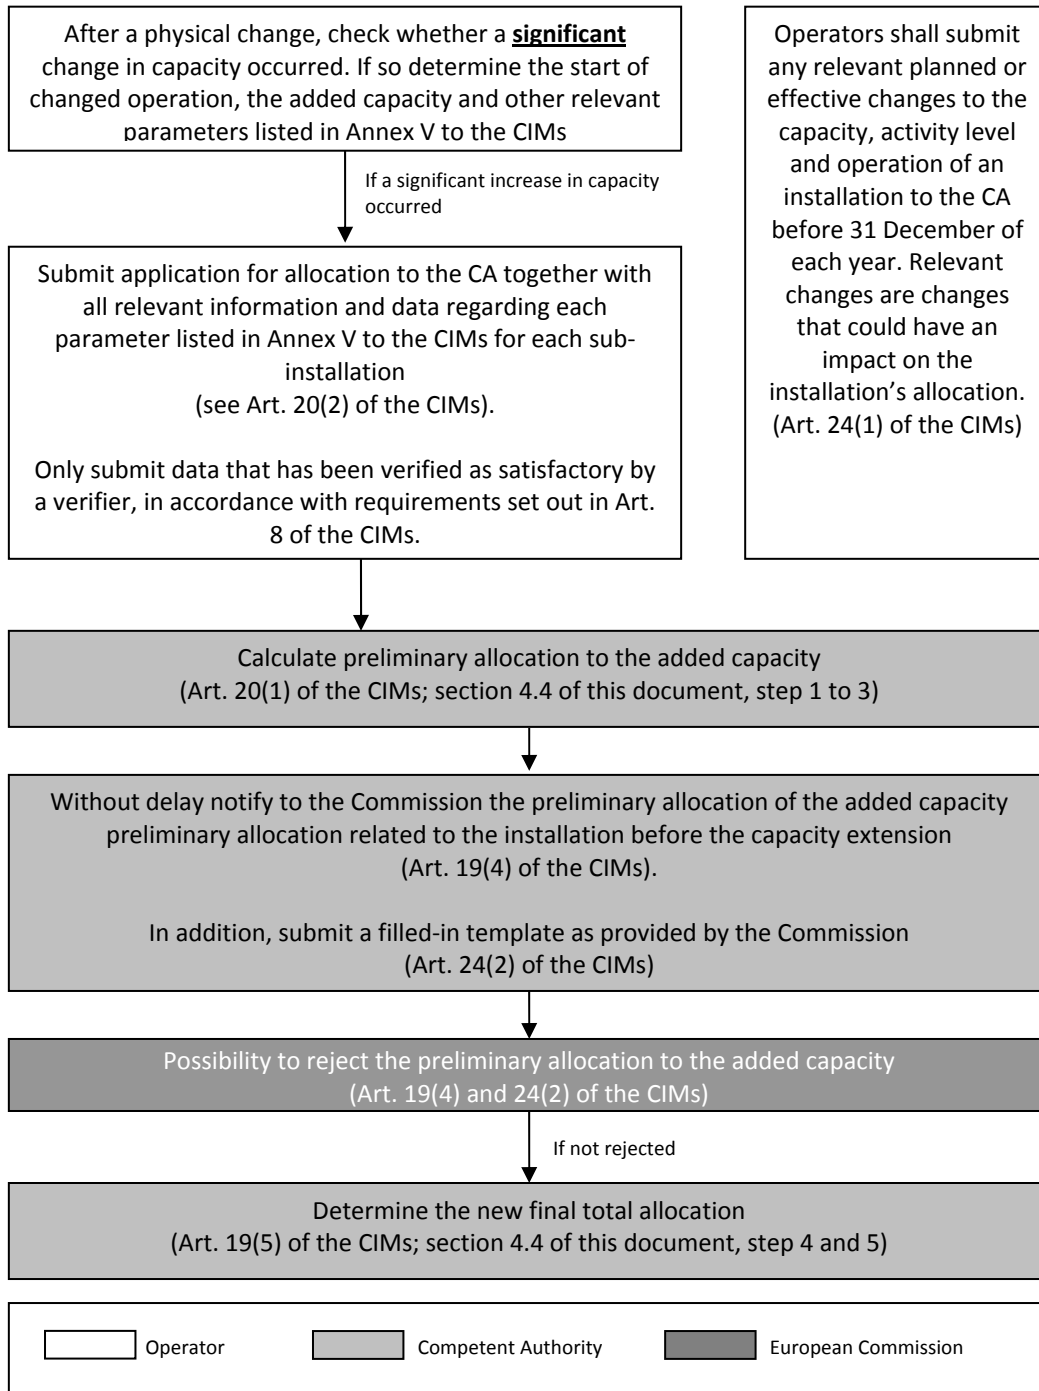 After a physical change, check whether a significant
change in capacity occurred. If so determine the start of
changed operation, the added capacity and other relevant
parameters listed in Annex V to the CIMs
If a significant increase in capacity
occurred
Submit application for allocation to the CA together with
all relevant information and data regarding each
parameter listed in Annex V to the CIMs for each sub-
installation
(see Art. 20(2) of the CIMs).
Only submit data that has been verified as satisfactory by
a verifier, in accordance with requirements set out in Art.
8 of the CIMs.
Operators shall submit
any relevant planned or
effective changes to the
capacity, activity level
and operation of an
installation to the CA
before 31 December of
each year. Relevant
changes are changes
that could have an
impact on the
installation’s allocation.
(Art. 24(1) of the CIMs)
Calculate preliminary allocation to the added capacity
(Art. 20(1) of the CIMs; section 4.4 of this document, step 1 to 3)
Without delay notify to the Commission the preliminary allocation of the added capacity
preliminary allocation related to the installation before the capacity extension
(Art. 19(4) of the CIMs).
In addition, submit a filled-in template as provided by the Commission
(Art. 24(2) of the CIMs)
Possibility to reject the preliminary allocation to the added capacity
(Art. 19(4) and 24(2) of the CIMs)
If not rejected
Determine the new final total allocation
(Art. 19(5) of the CIMs; section 4.4 of this document, step 4 and 5)
Operator
Competent Authority
European Commission